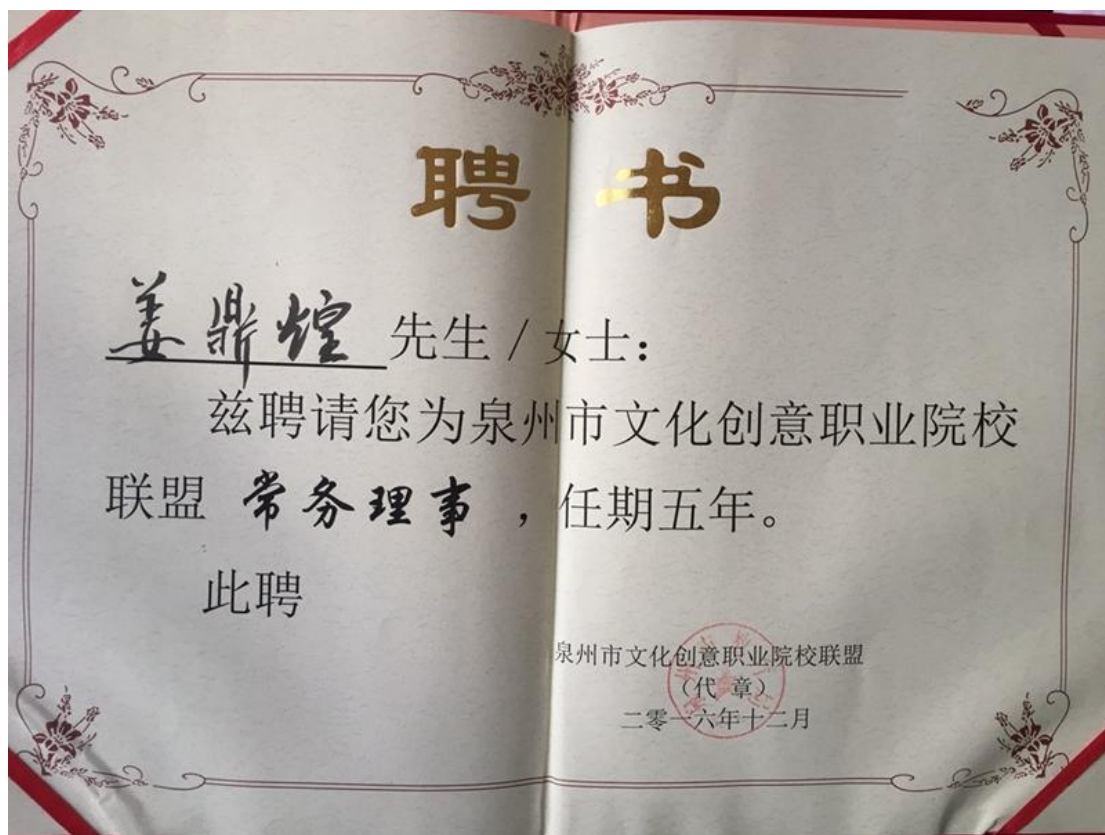 聘书
姜鼎煌 先生/女士:
兹聘请您为泉州市文化创意职业院校
联盟 常务理事 ,任期五年。
此聘
泉州市文化创意职业院校联盟
(代章)
二零一六年十二月